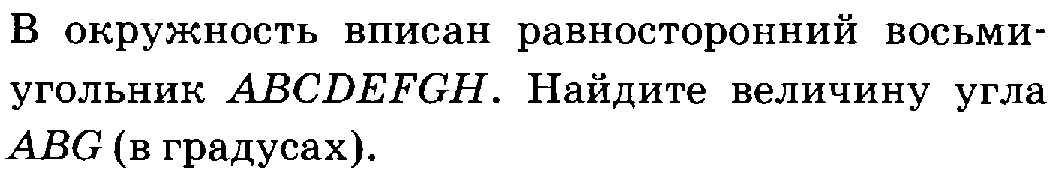 В окружность вписан равносторонний восьми-
угольник ABCDEFGH. Найдите величину угла
ABG (в градусах).